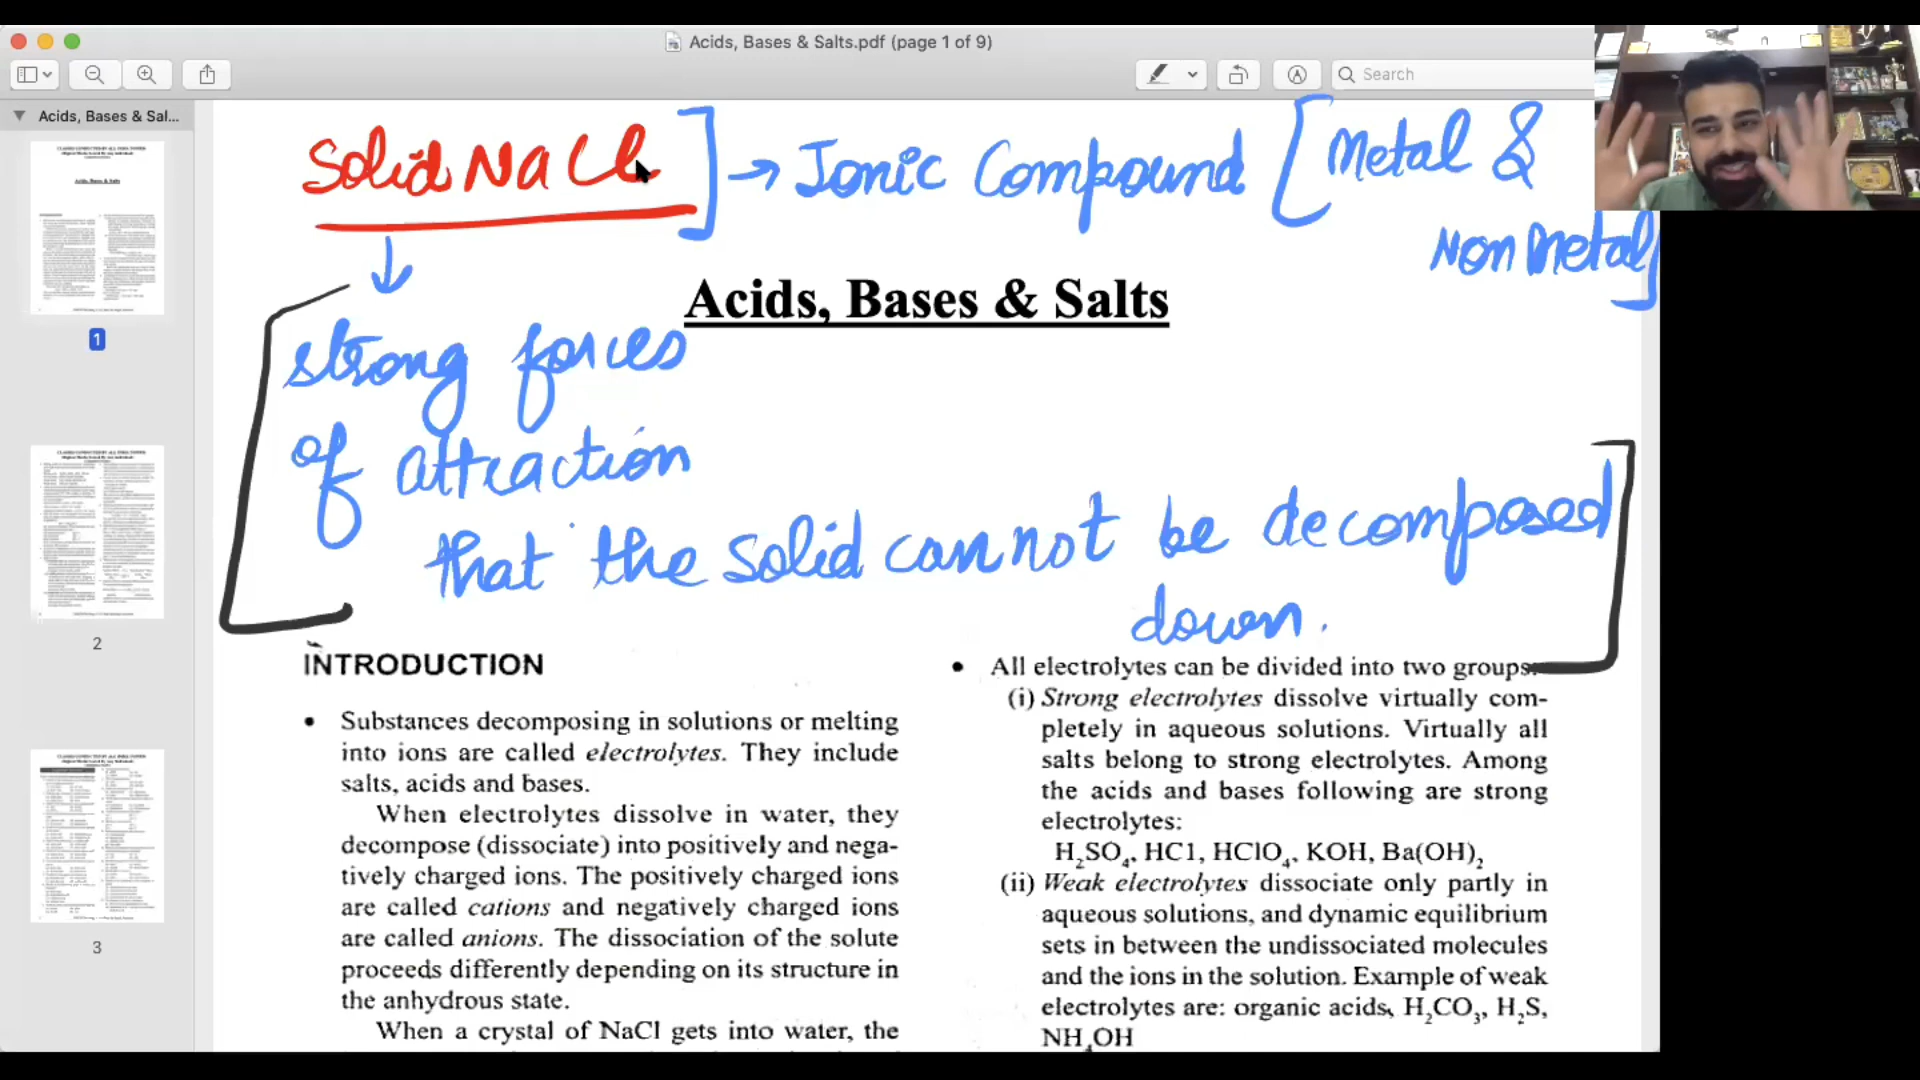 Acids, Bases & Salts.pdf (page 1 of 9)
Search
Acids, Bases & Sal...
1
2
3
Solid NaCl → Ionic Compound [Metal &
Non Metal]
Acids, Bases & Salts
strong forces
of attraction
that the solid cannot be decomposed
down.
INTRODUCTION
• Substances decomposing in solutions or melting
into ions are called electrolytes. They include
salts, acids and bases.
When electrolytes dissolve in water, they
decompose (dissociate) into positively and nega-
tively charged ions. The positively charged ions
are called cations and negatively charged ions
are called anions. The dissociation of the solute
proceeds differently depending on its structure in
the anhydrous state.
When a crystal of NaCl gets into water, the
• All electrolytes can be divided into two groups:
(i) Strong electrolytes dissolve virtually com-
pletely in aqueous solutions. Virtually all
salts belong to strong electrolytes. Among
the acids and bases following are strong
electrolytes:
H₂SO₄, HC1, HClO₄, KOH, Ba(OH)₂
(ii) Weak electrolytes dissociate only partly in
aqueous solutions, and dynamic equilibrium
sets in between the undissociated molecules
and the ions in the solution. Example of weak
electrolytes are: organic acids, H₂CO₃, H₂S,
NH₄OH